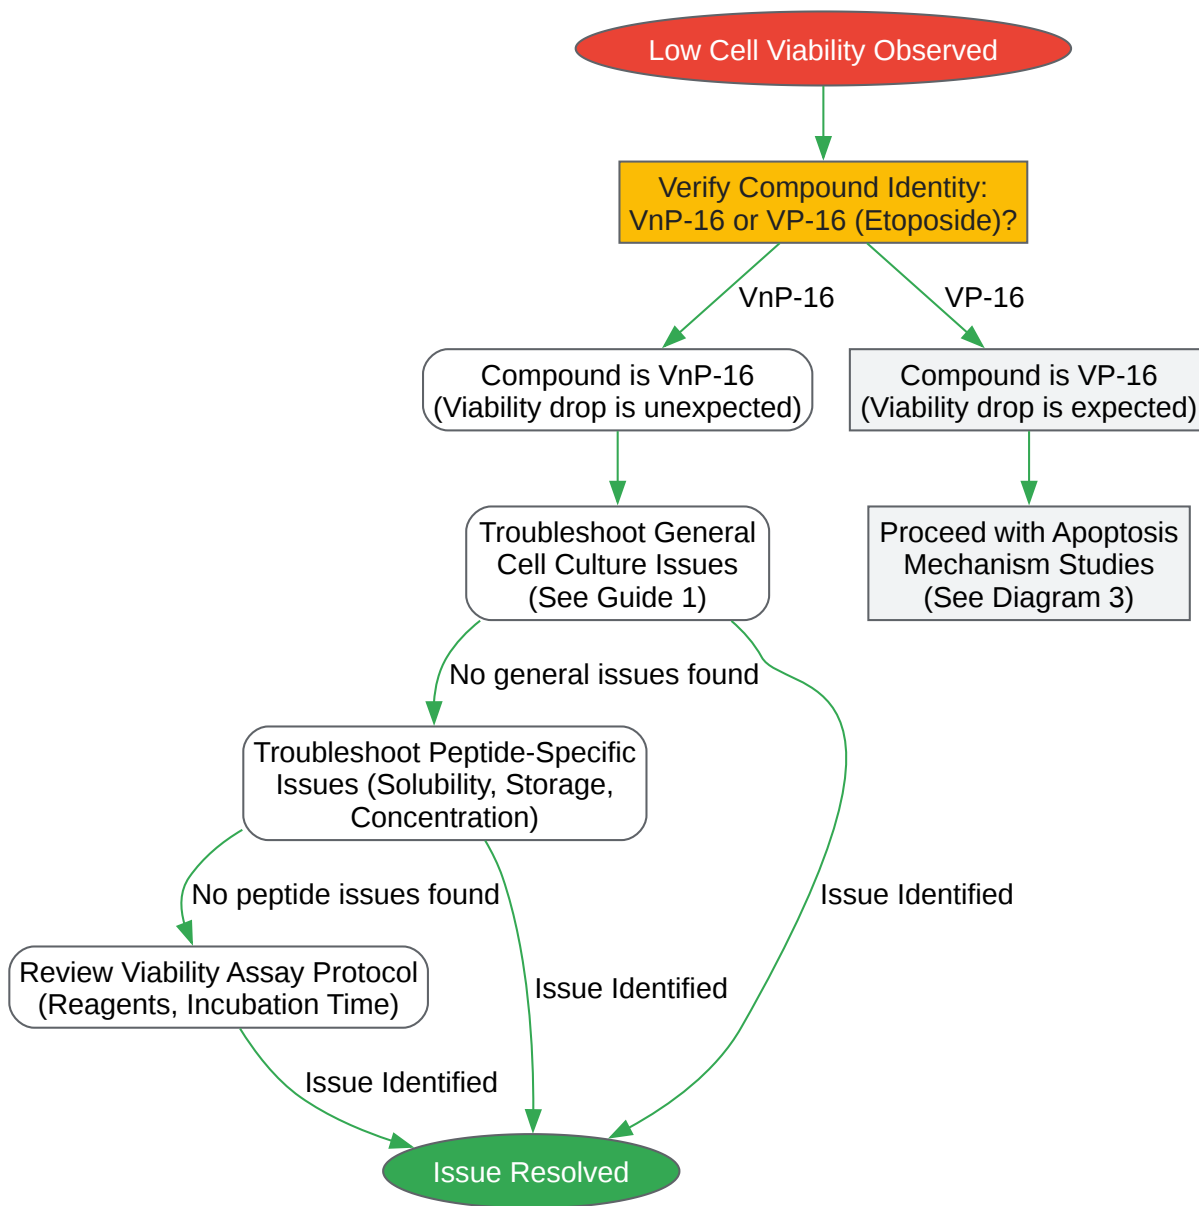 Low Cell Viability Observed
Verify Compound Identity:
VnP-16 or VP-16 (Etoposide)?
VnP-16
VP-16
Compound is VnP-16
(Viability drop is unexpected)
Compound is VP-16
(Viability drop is expected)
Troubleshoot General
Cell Culture Issues
(See Guide 1)
Proceed with Apoptosis
Mechanism Studies
(See Diagram 3)
No general issues found
Troubleshoot Peptide-Specific
Issues (Solubility, Storage,
Concentration)
No peptide issues found
Issue Identified
Review Viability Assay Protocol
(Reagents, Incubation Time)
Issue Identified
Issue Identified
Issue Resolved